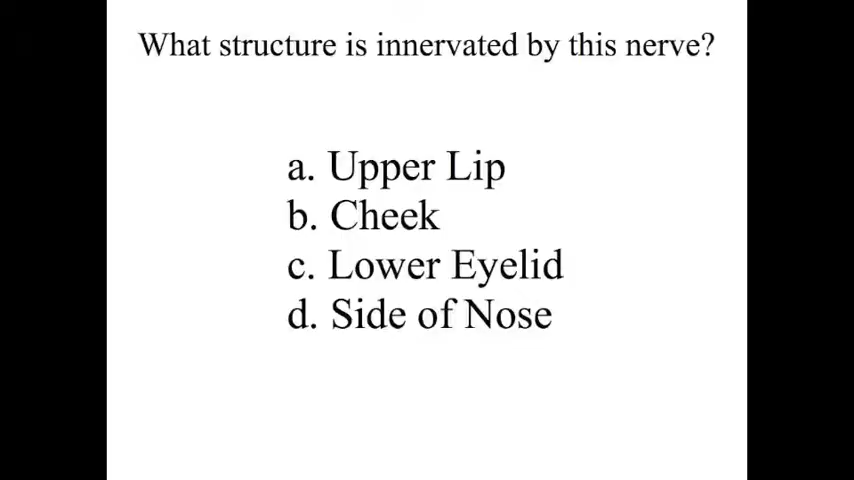 What structure is innervated by this nerve?
a. Upper Lip
b. Cheek
c. Lower Eyelid
d. Side of Nose